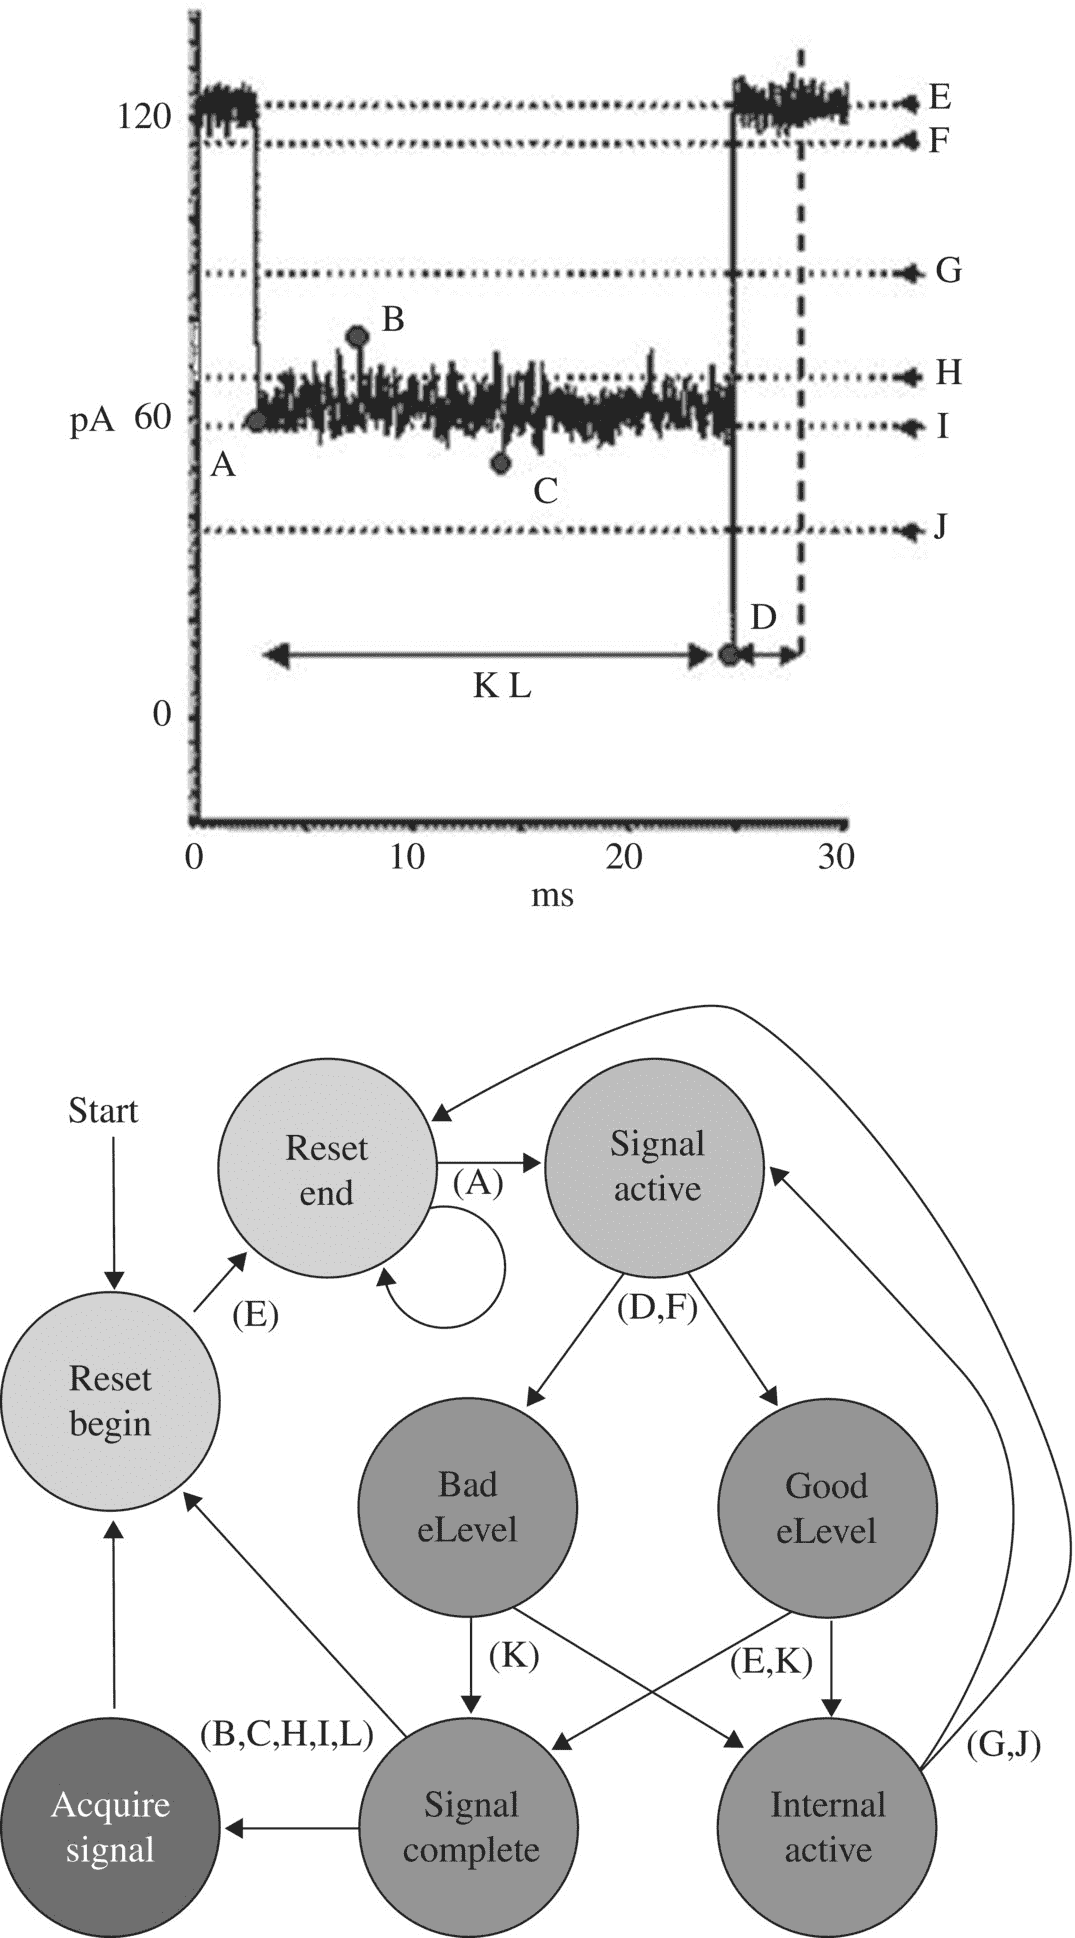 120
E
F
G
B
H
pA 60
I
A
C
J
D
K L
0
0 10 20 30
ms
Start
Reset
end
(A)
Signal
active
(E)
(D,F)
Reset
begin
Bad
eLevel
Good
eLevel
(K)
(E,K)
(B,C,H,I,L)
(G,J)
Acquire
signal
Signal
complete
Internal
active